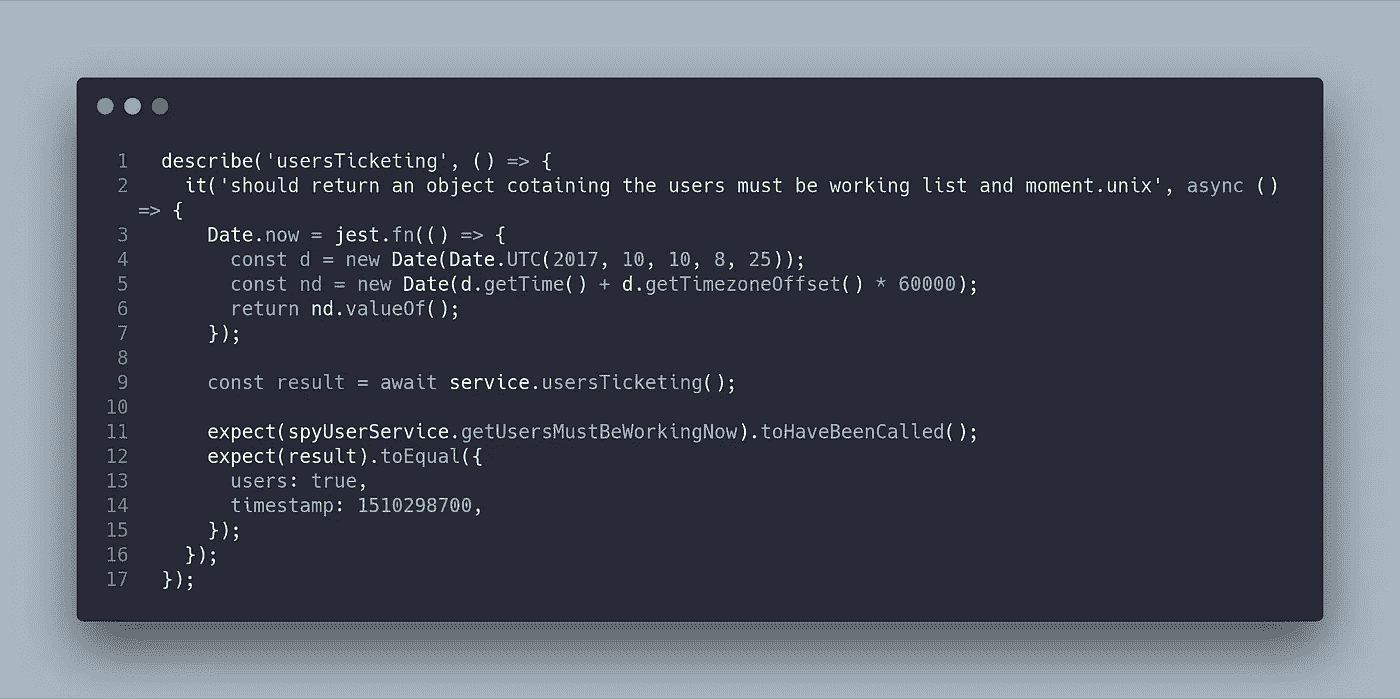 1 describe('usersTicketing', () => {
2 it('should return an object cotaining the users must be working list and moment.unix', async ()
=> {
3 Date.now = jest.fn(() => {
4 const d = new Date(Date.UTC(2017, 10, 10, 8, 25));
5 const nd = new Date(d.getTime() + d.getTimezoneOffset() * 60000);
6 return nd.valueOf();
7 });
8
9 const result = await service.usersTicketing();
10
11 expect(spyUserService.getUsersMustBeWorkingNow).toHaveBeenCalled();
12 expect(result).toEqual({
13 users: true,
14 timestamp: 1510298700,
15 });
16 });
17 });